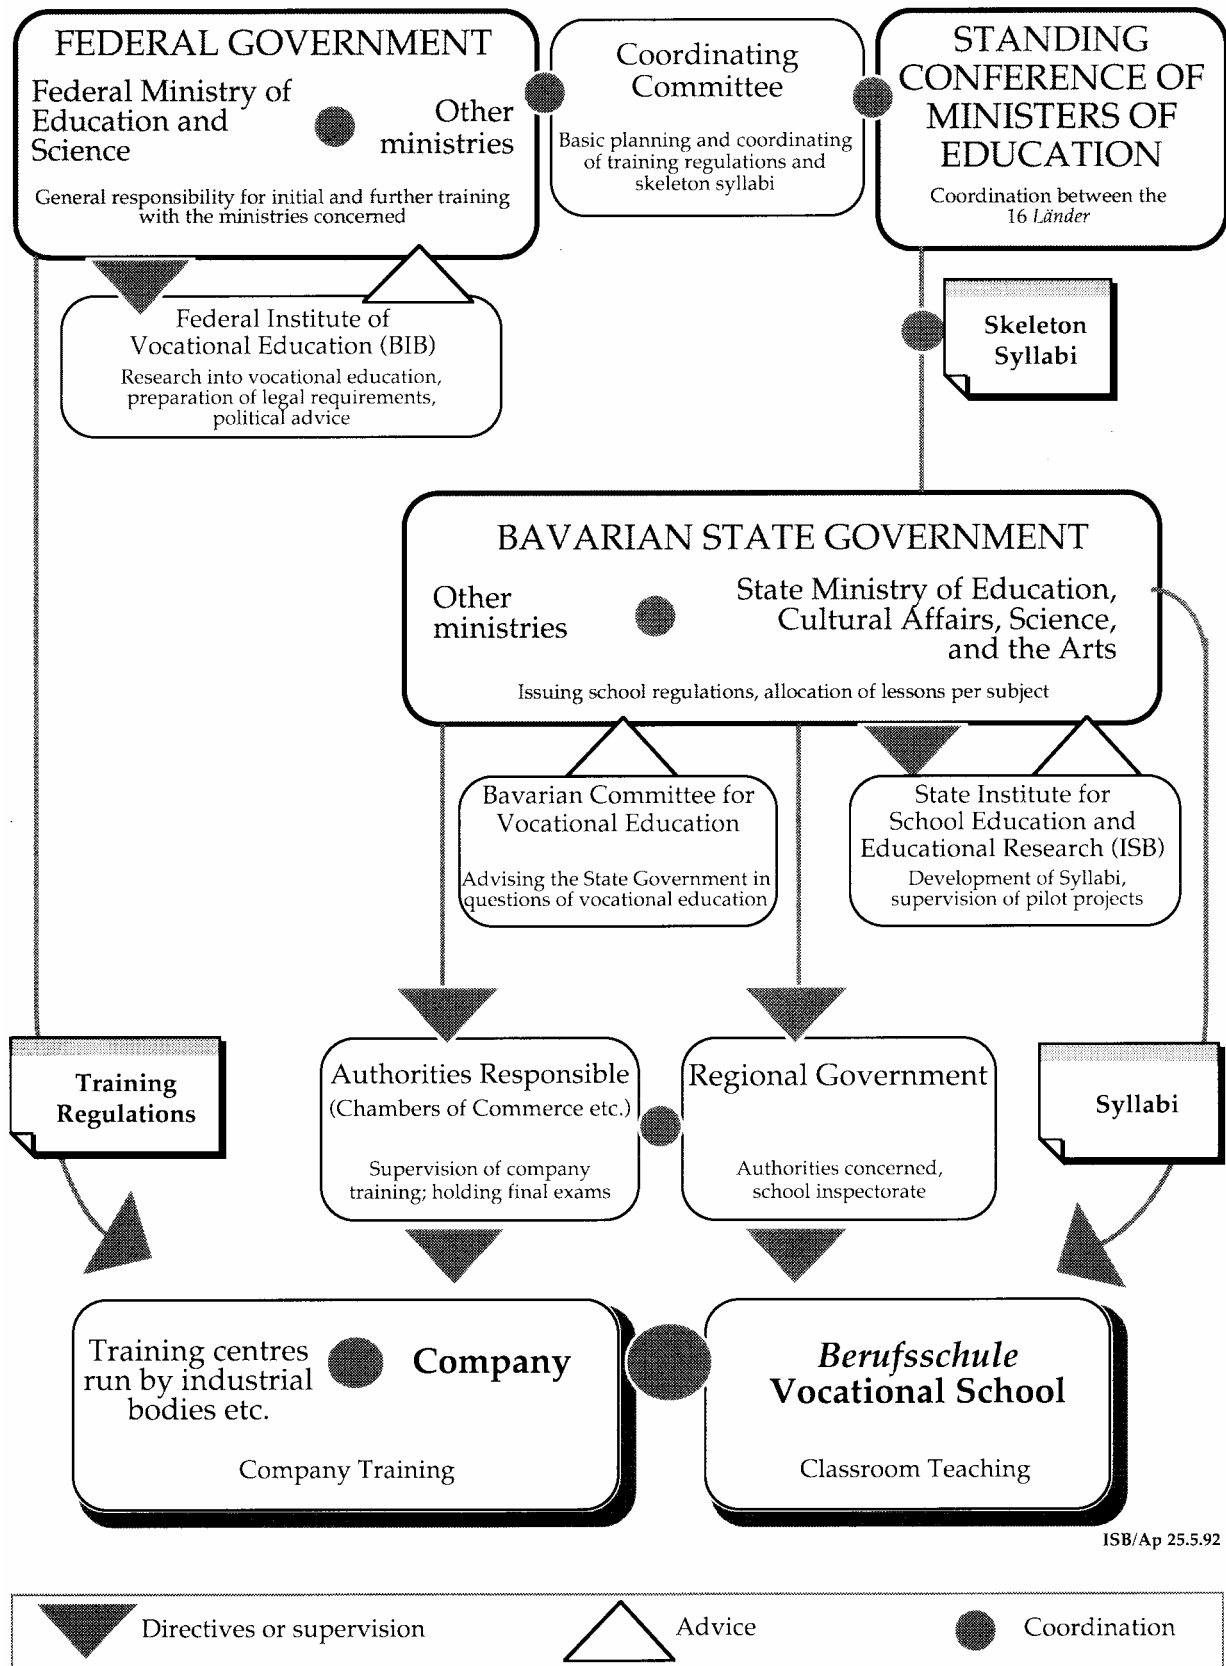 FEDERAL GOVERNMENT
Federal Ministry of
Education and
Science
Other
ministries
General responsibility for initial and further training
with the ministries concerned
Coordinating
Committee
Basic planning and coordinating
of training regulations and
skeleton syllabi
STANDING
CONFERENCE OF
MINISTERS OF
EDUCATION
Coordination between the
16 Länder
Federal Institute of
Vocational Education (BIB)
Research into vocational education,
preparation of legal requirements,
political advice
Skeleton
Syllabi
BAVARIAN STATE GOVERNMENT
Other
ministries
State Ministry of Education,
Cultural Affairs, Science,
and the Arts
Issuing school regulations, allocation of lessons per subject
Bavarian Committee for
Vocational Education
Advising the State Government in
questions of vocational education
State Institute for
School Education and
Educational Research (ISB)
Development of Syllabi,
supervision of pilot projects
Training
Regulations
Authorities Responsible
(Chambers of Commerce etc.)
Supervision of company
training; holding final exams
Regional Government
Authorities concerned,
school inspectorate
Syllabi
Training centres
run by industrial
bodies etc.
Company
Company Training
Berufsschule
Vocational School
Classroom Teaching
ISB/Ap 25.5.92
Directives or supervision
Advice
Coordination